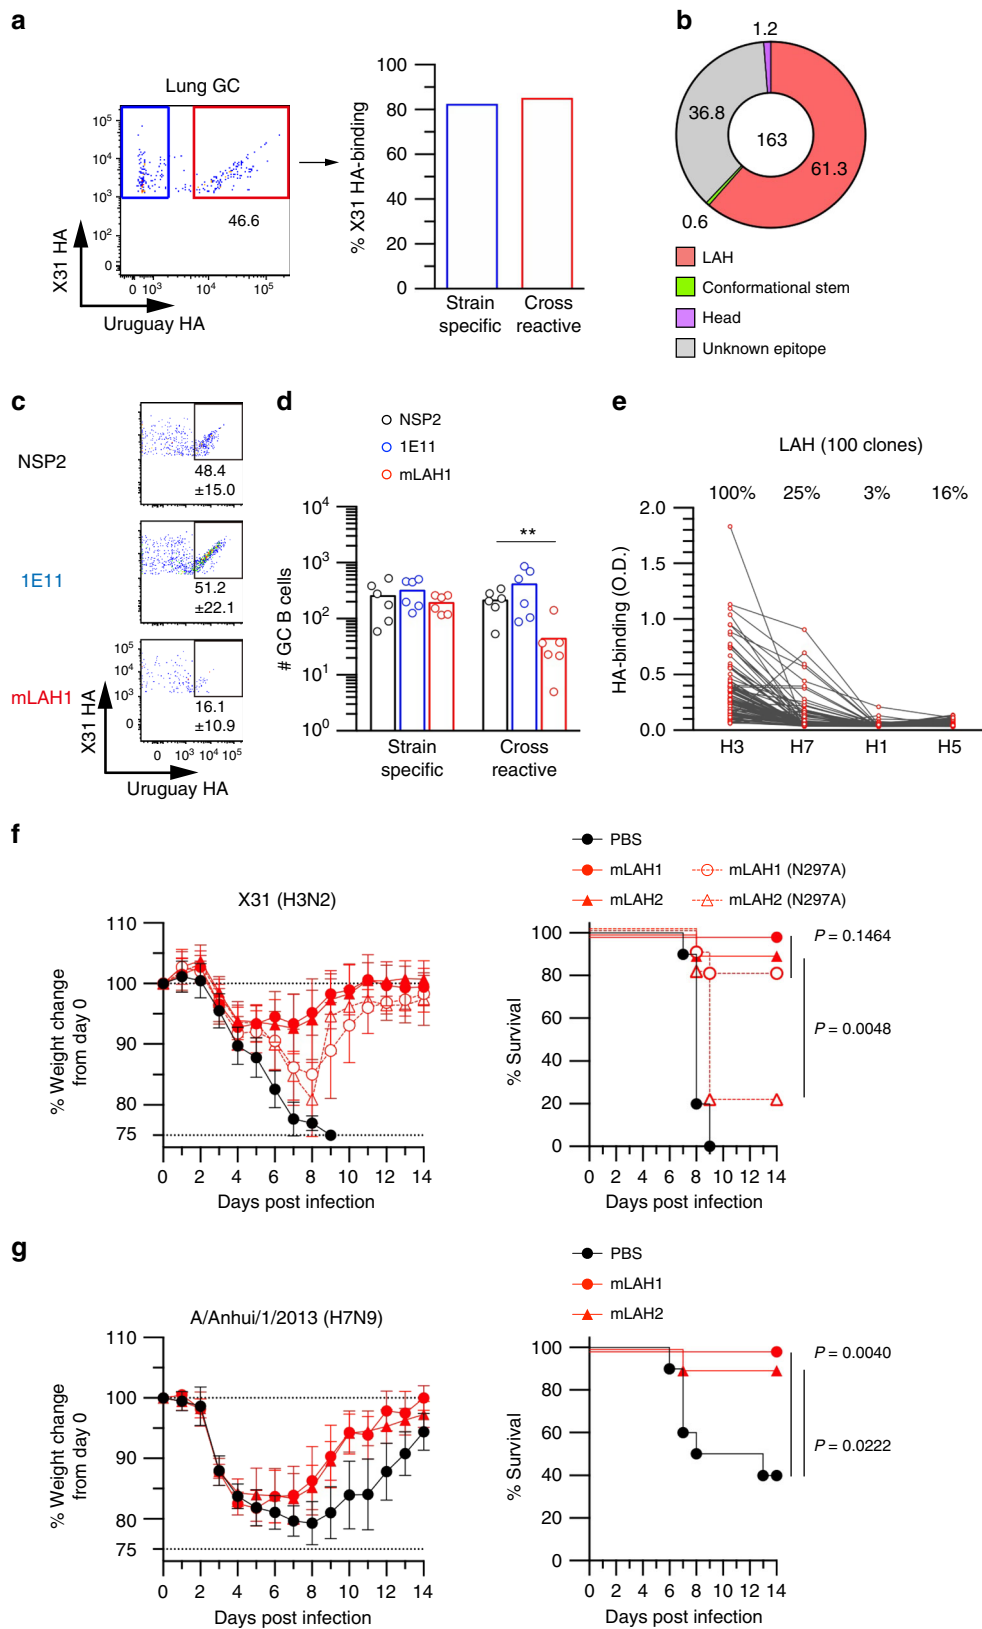 a
Lung GC
10⁵
10⁴
10³
10²
0
0
10³
10⁴
10⁵
46.6
X31 HA
Uruguay HA
% X31 HA-binding
100
80
60
40
20
0
Strain
specific
Cross
reactive
b
1.2
36.8
163
61.3
0.6
LAH
Conformational stem
Head
Unknown epitope
c
NSP2
48.4
±15.0
1E11
51.2
±22.1
mLAH1
10⁵
10⁴
10³
0
16.1
±10.9
0
10³
10⁴
10⁵
X31 HA
Uruguay HA
d
NSP2
1E11
mLAH1
# GC B cells
10⁴
10³
10²
10¹
10⁰
**
Strain
specific
Cross
reactive
e
LAH (100 clones)
100%
25%
3%
16%
HA-binding (O.D.)
2.0
1.5
1.0
0.5
0.0
H3
H7
H1
H5
f
X31 (H3N2)
% Weight change
from day 0
110
100
90
80
75
0
2
4
6
8
10
12
14
Days post infection
PBS
mLAH1
mLAH1 (N297A)
mLAH2
mLAH2 (N297A)
% Survival
100
80
60
40
20
0
0
2
4
6
8
10
12
14
Days post infection
P = 0.1464
P = 0.0048
g
A/Anhui/1/2013 (H7N9)
% Weight change
from day 0
110
100
90
80
75
0
2
4
6
8
10
12
14
Days post infection
PBS
mLAH1
mLAH2
% Survival
100
80
60
40
20
0
0
2
4
6
8
10
12
14
Days post infection
P = 0.0040
P = 0.0222